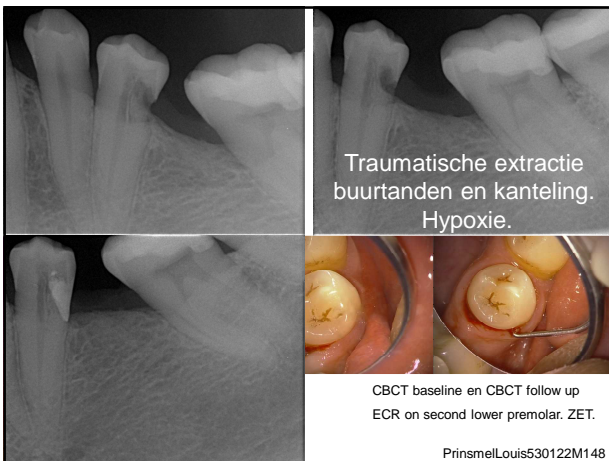 Traumatische extractie
buurtanden en kanteling.
Hypoxie.
CBCT baseline en CBCT follow up
ECR on second lower premolar. ZET.
PrinsmelLouis530122M148